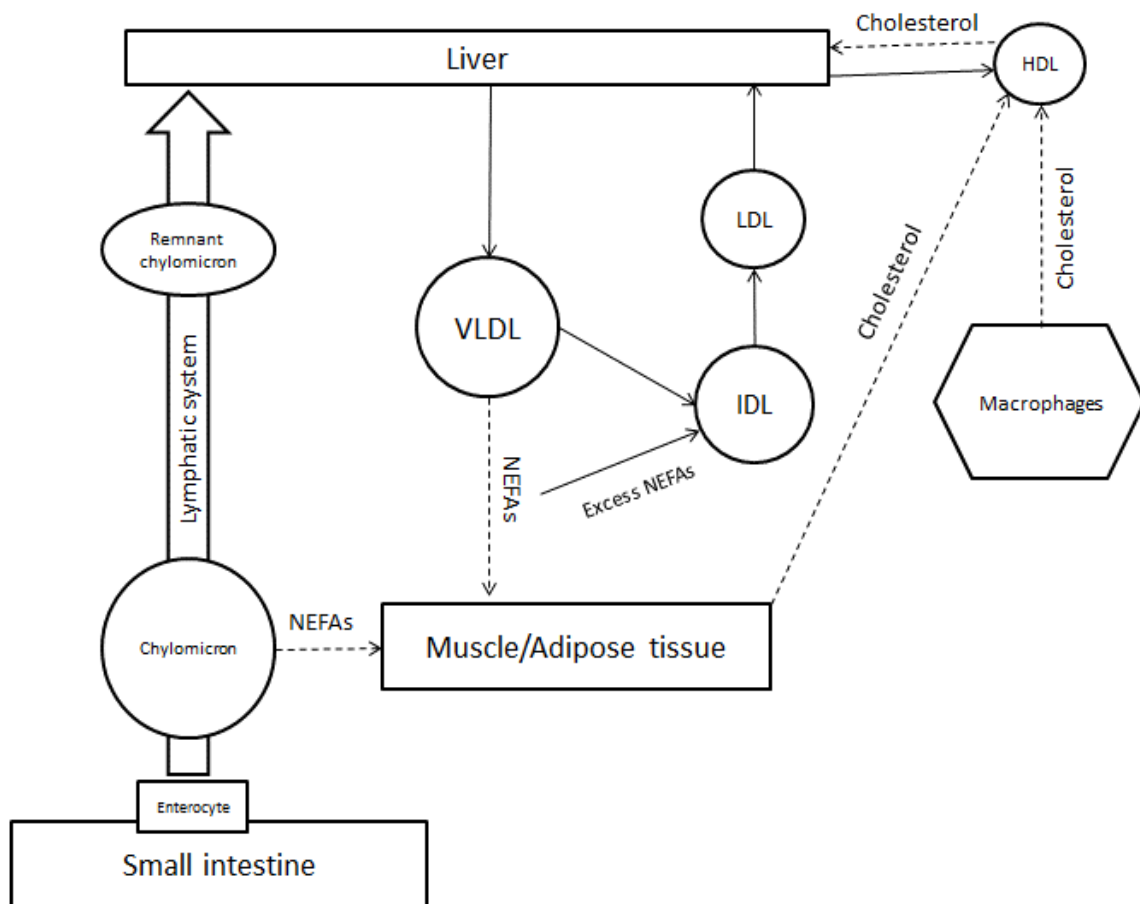 Cholesterol
Liver
HDL
Remnant
chylomicron
LDL
Cholesterol
Cholesterol
VLDL
Lymphatic system
IDL
Macrophages
NEFAs
Excess NEFAs
NEFAs
Chylomicron
Muscle/Adipose tissue
Enterocyte
Small intestine